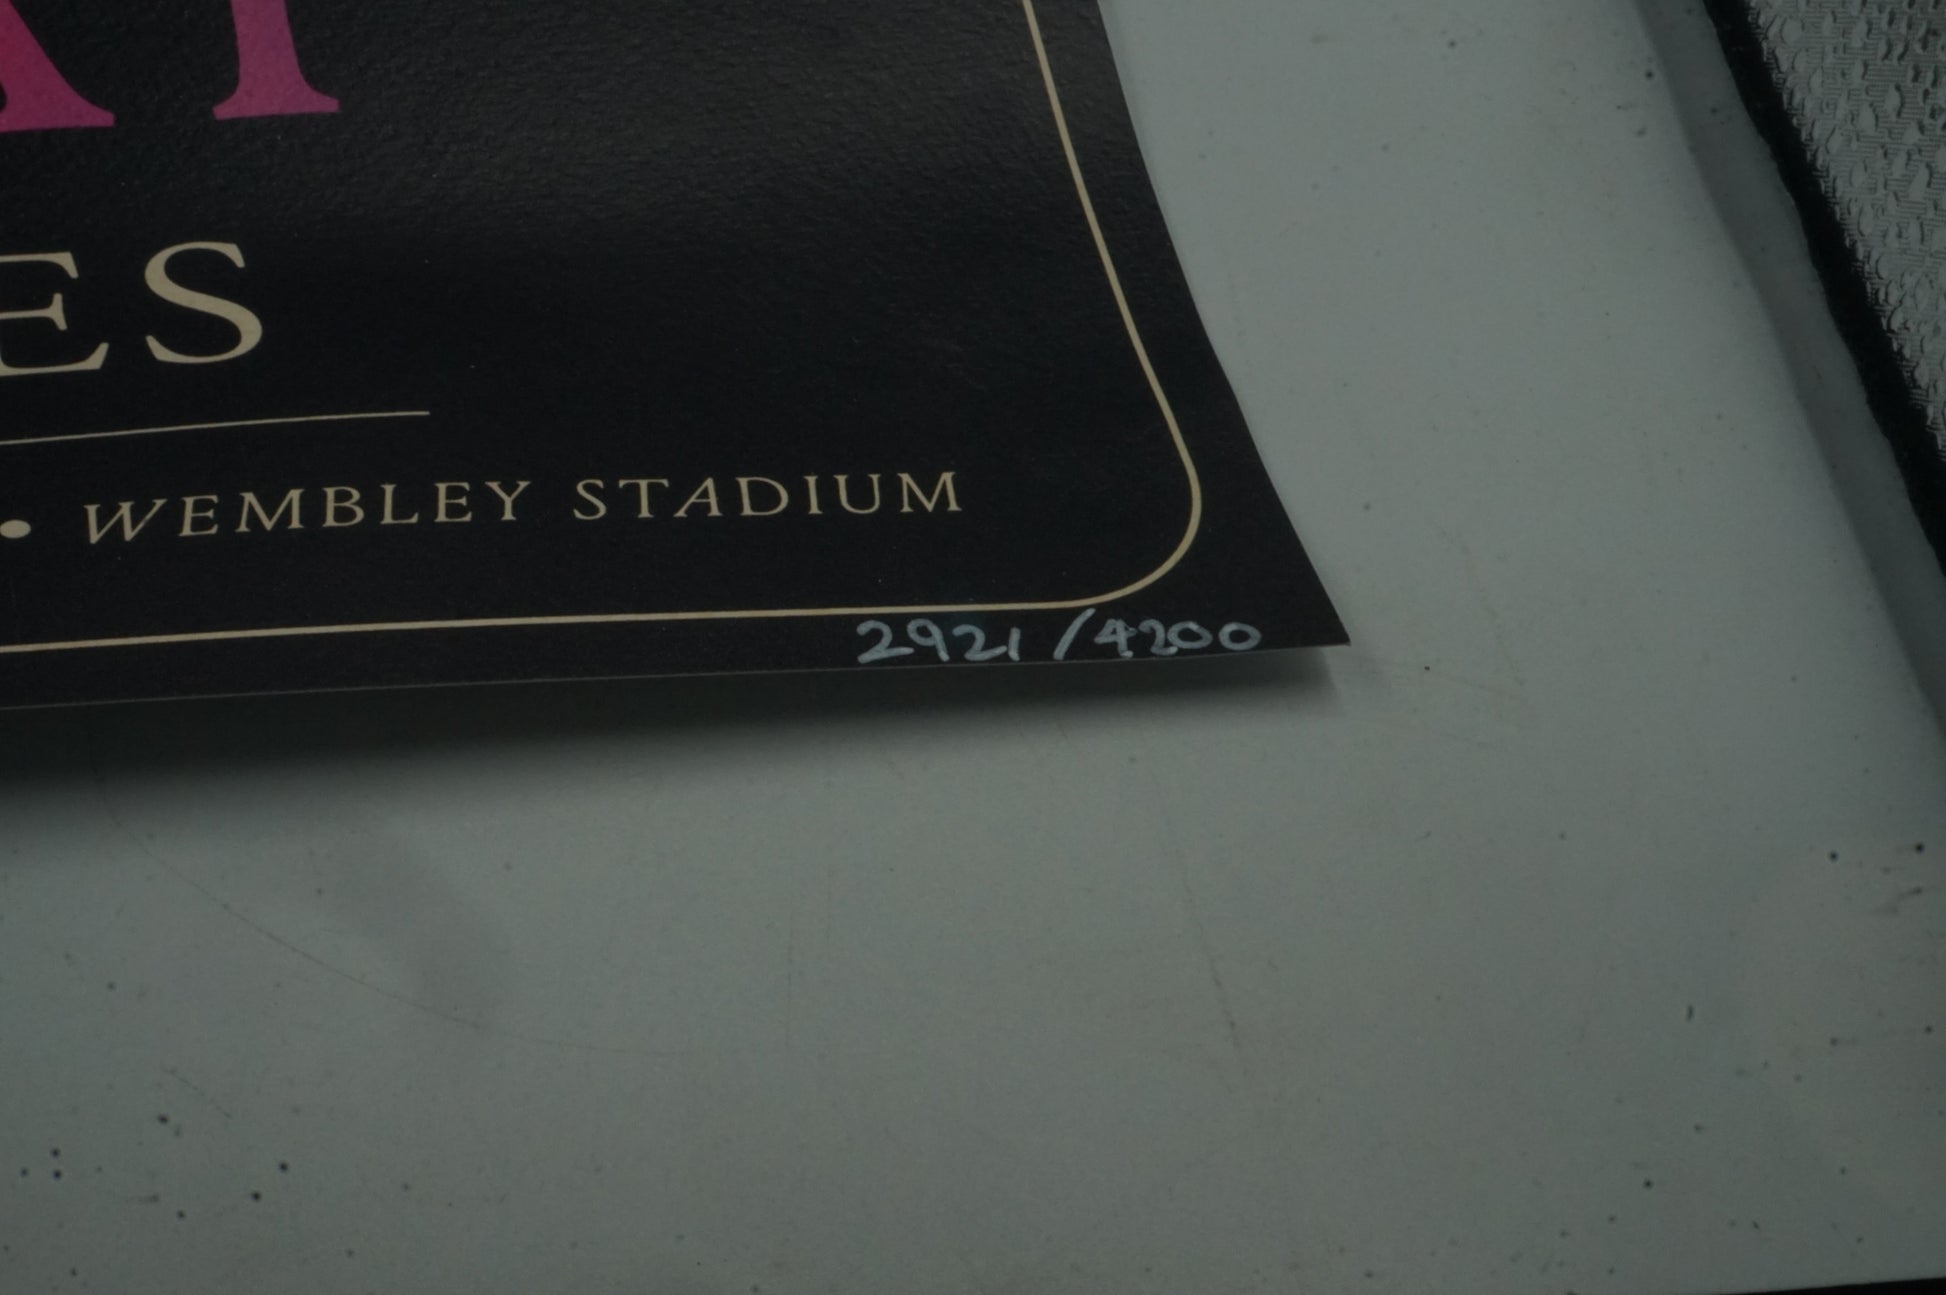 ES
• WEMBLEY STADIUM
2921/4200